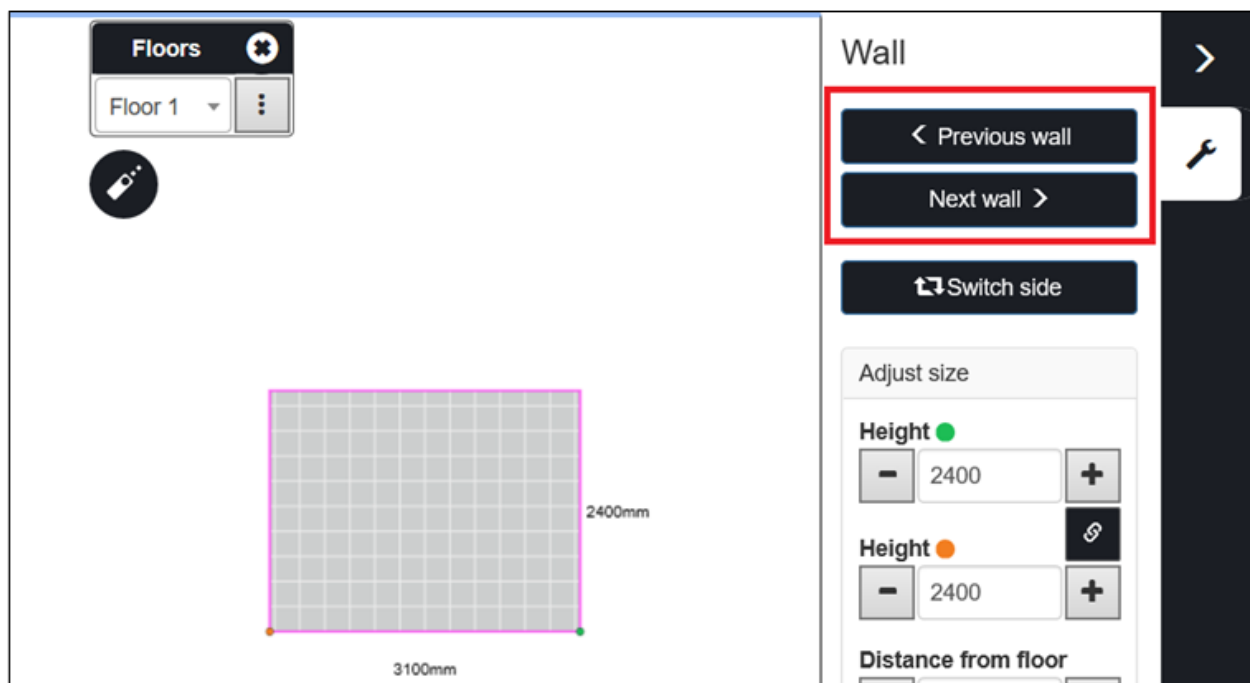 Floors
Floor 1
2400mm
3100mm
Wall
Previous wall
Next wall
Switch side
Adjust size
Height
2400
Height
2400
Distance from floor